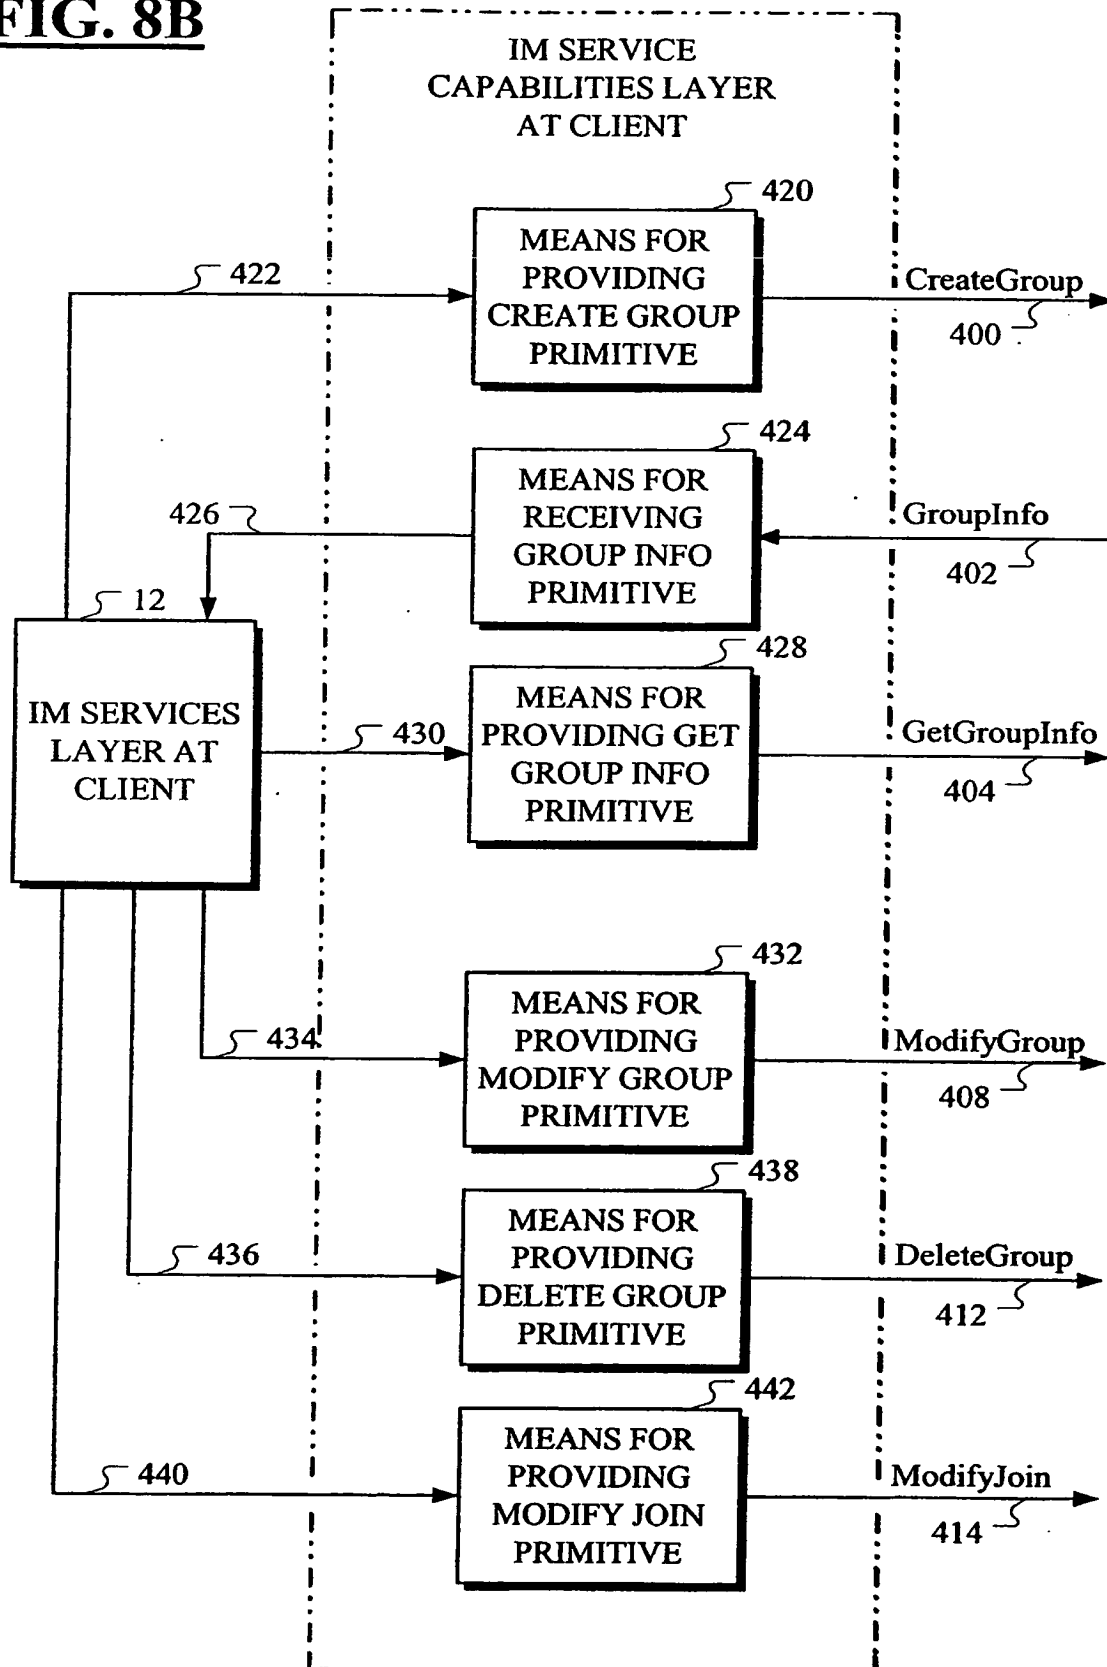 FIG. 8B
IM SERVICE
CAPABILITIES LAYER
AT CLIENT
420
MEANS FOR
PROVIDING
CREATE GROUP
PRIMITIVE
422
CreateGroup
400
424
MEANS FOR
RECEIVING
GROUP INFO
PRIMITIVE
426
GroupInfo
402
12
IM SERVICES
LAYER AT
CLIENT
428
MEANS FOR
PROVIDING GET
GROUP INFO
PRIMITIVE
430
GetGroupInfo
404
432
MEANS FOR
PROVIDING
MODIFY GROUP
PRIMITIVE
434
ModifyGroup
408
438
MEANS FOR
PROVIDING
DELETE GROUP
PRIMITIVE
436
DeleteGroup
412
442
MEANS FOR
PROVIDING
MODIFY JOIN
PRIMITIVE
440
ModifyJoin
414